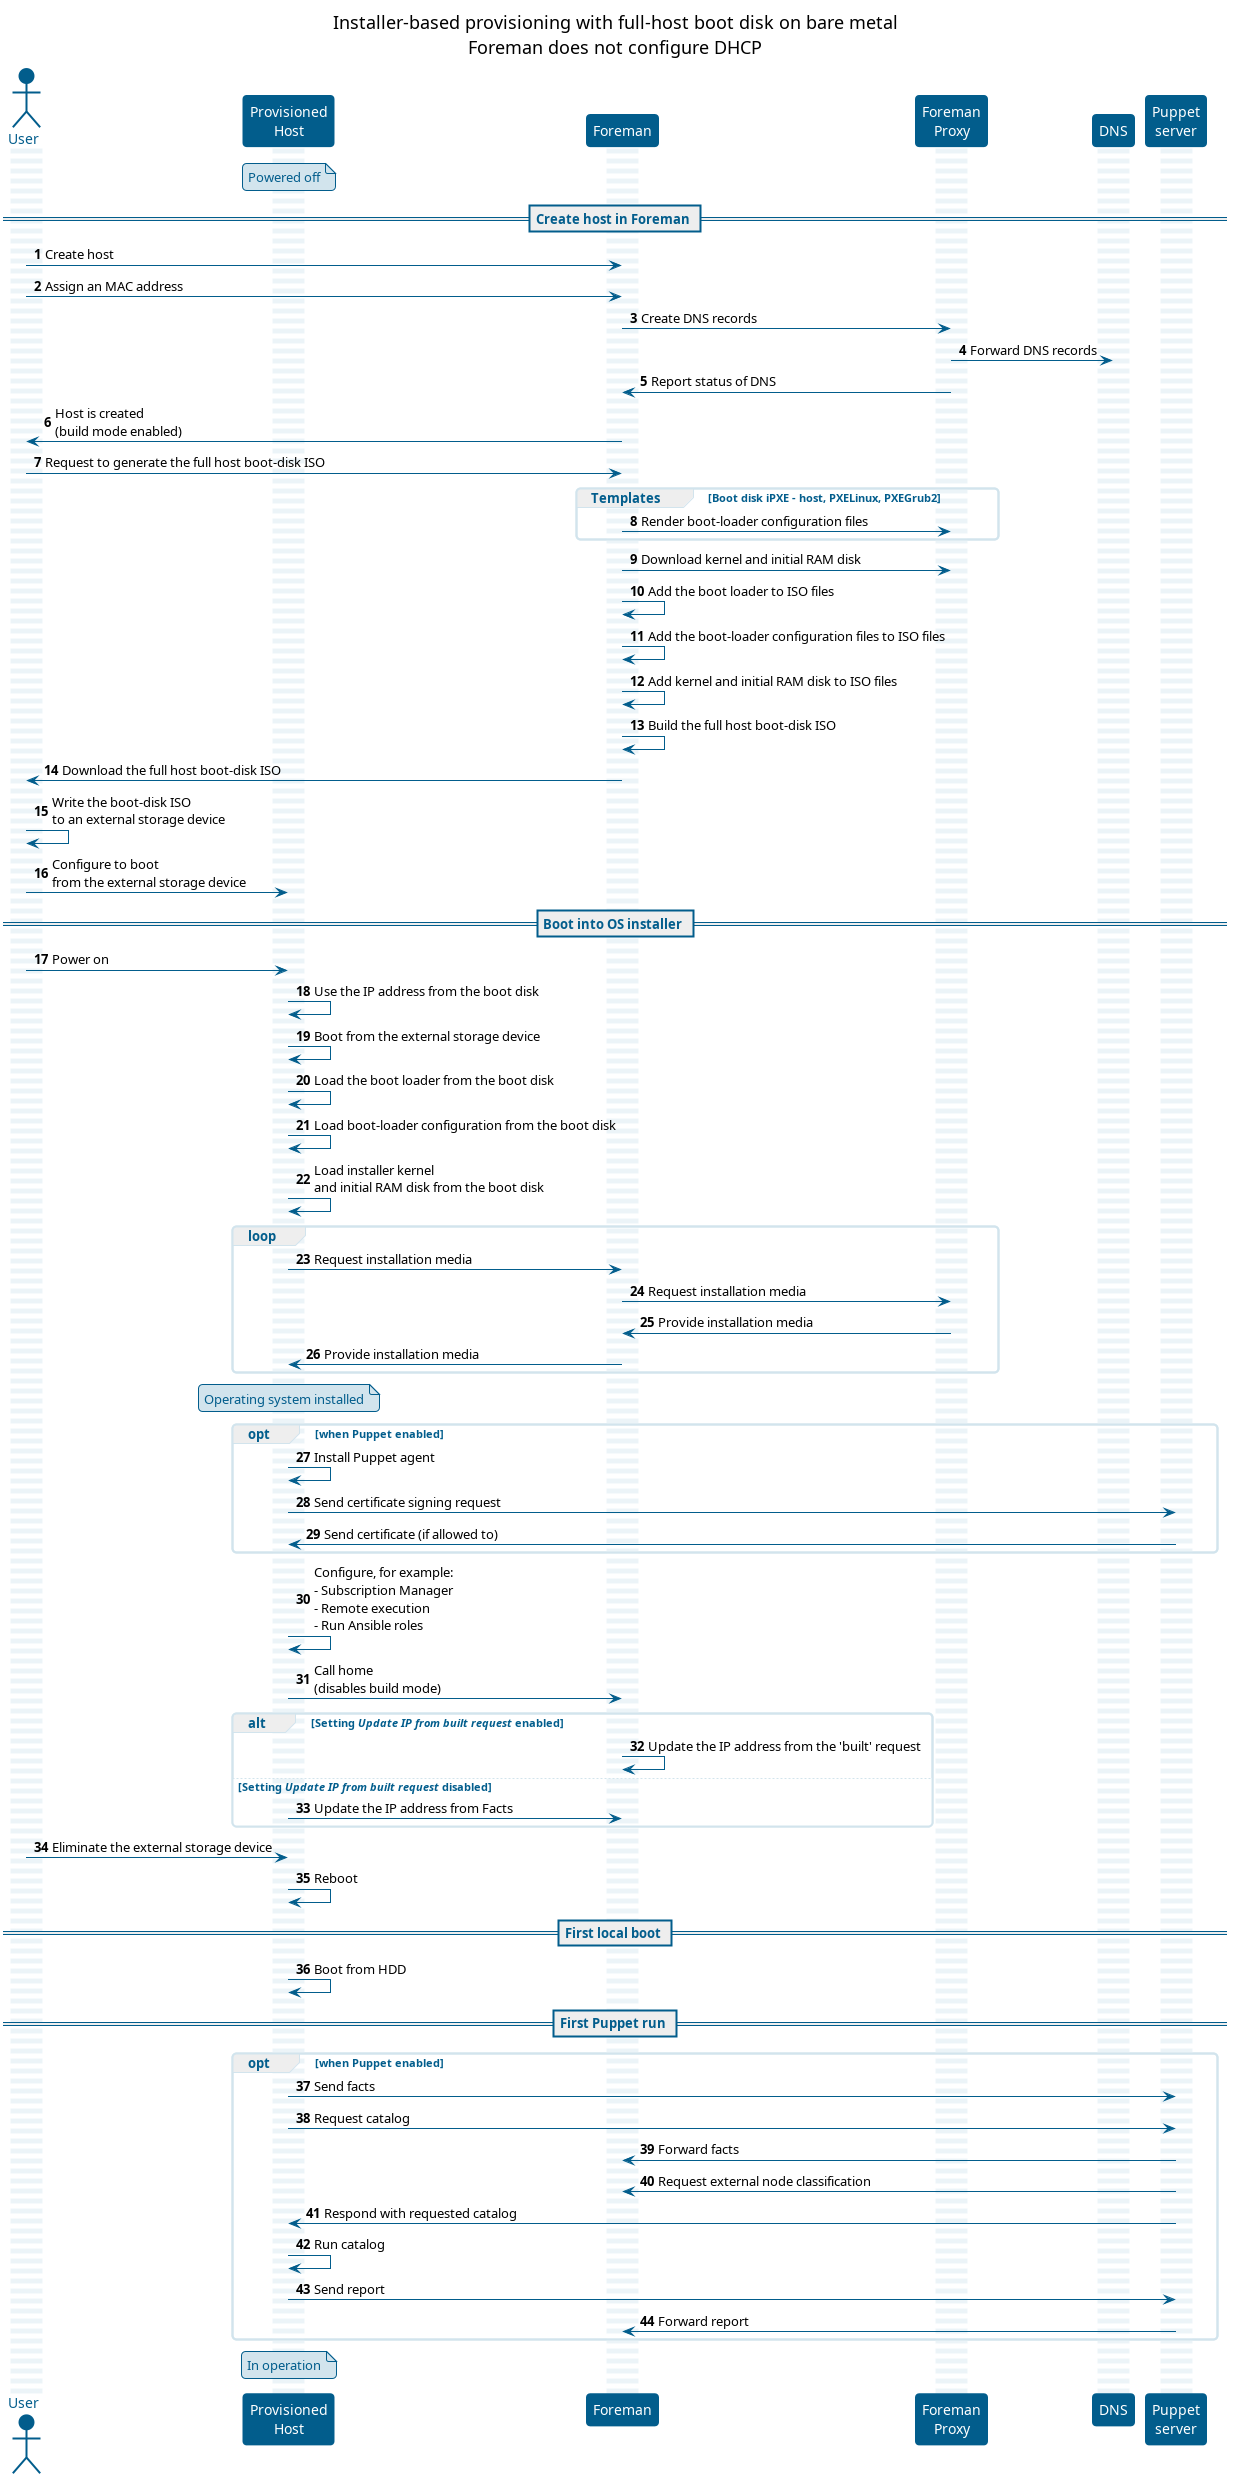 Installer-based provisioning with full-host boot disk on bare metal
Foreman does not configure DHCP
User
Provisioned
Host
Foreman
Foreman
Proxy
DNS
Puppet
server
Powered off
Create host in Foreman
1 Create host
2 Assign an MAC address
3 Create DNS records
4 Forward DNS records
5 Report status of DNS
6 Host is created
(build mode enabled)
7 Request to generate the full host boot-disk ISO
Templates [Boot disk iPXE - host, PXELinux, PXEGrub2]
8 Render boot-loader configuration files
9 Download kernel and initial RAM disk
10 Add the boot loader to ISO files
11 Add the boot-loader configuration files to ISO files
12 Add kernel and initial RAM disk to ISO files
13 Build the full host boot-disk ISO
14 Download the full host boot-disk ISO
15 Write the boot-disk ISO
to an external storage device
16 Configure to boot
from the external storage device
Boot into OS installer
17 Power on
18 Use the IP address from the boot disk
19 Boot from the external storage device
20 Load the boot loader from the boot disk
21 Load boot-loader configuration from the boot disk
22 Load installer kernel
and initial RAM disk from the boot disk
loop
23 Request installation media
24 Request installation media
25 Provide installation media
26 Provide installation media
Operating system installed
opt [when Puppet enabled]
27 Install Puppet agent
28 Send certificate signing request
29 Send certificate (if allowed to)
30 Configure, for example:
- Subscription Manager
- Remote execution
- Run Ansible roles
31 Call home
(disables build mode)
alt [Setting Update IP from built request enabled]
32 Update the IP address from the 'built' request
[Setting Update IP from built request disabled]
33 Update the IP address from Facts
34 Eliminate the external storage device
35 Reboot
First local boot
36 Boot from HDD
First Puppet run
opt [when Puppet enabled]
37 Send facts
38 Request catalog
39 Forward facts
40 Request external node classification
41 Respond with requested catalog
42 Run catalog
43 Send report
44 Forward report
In operation
User
Provisioned
Host
Foreman
Foreman
Proxy
DNS
Puppet
server